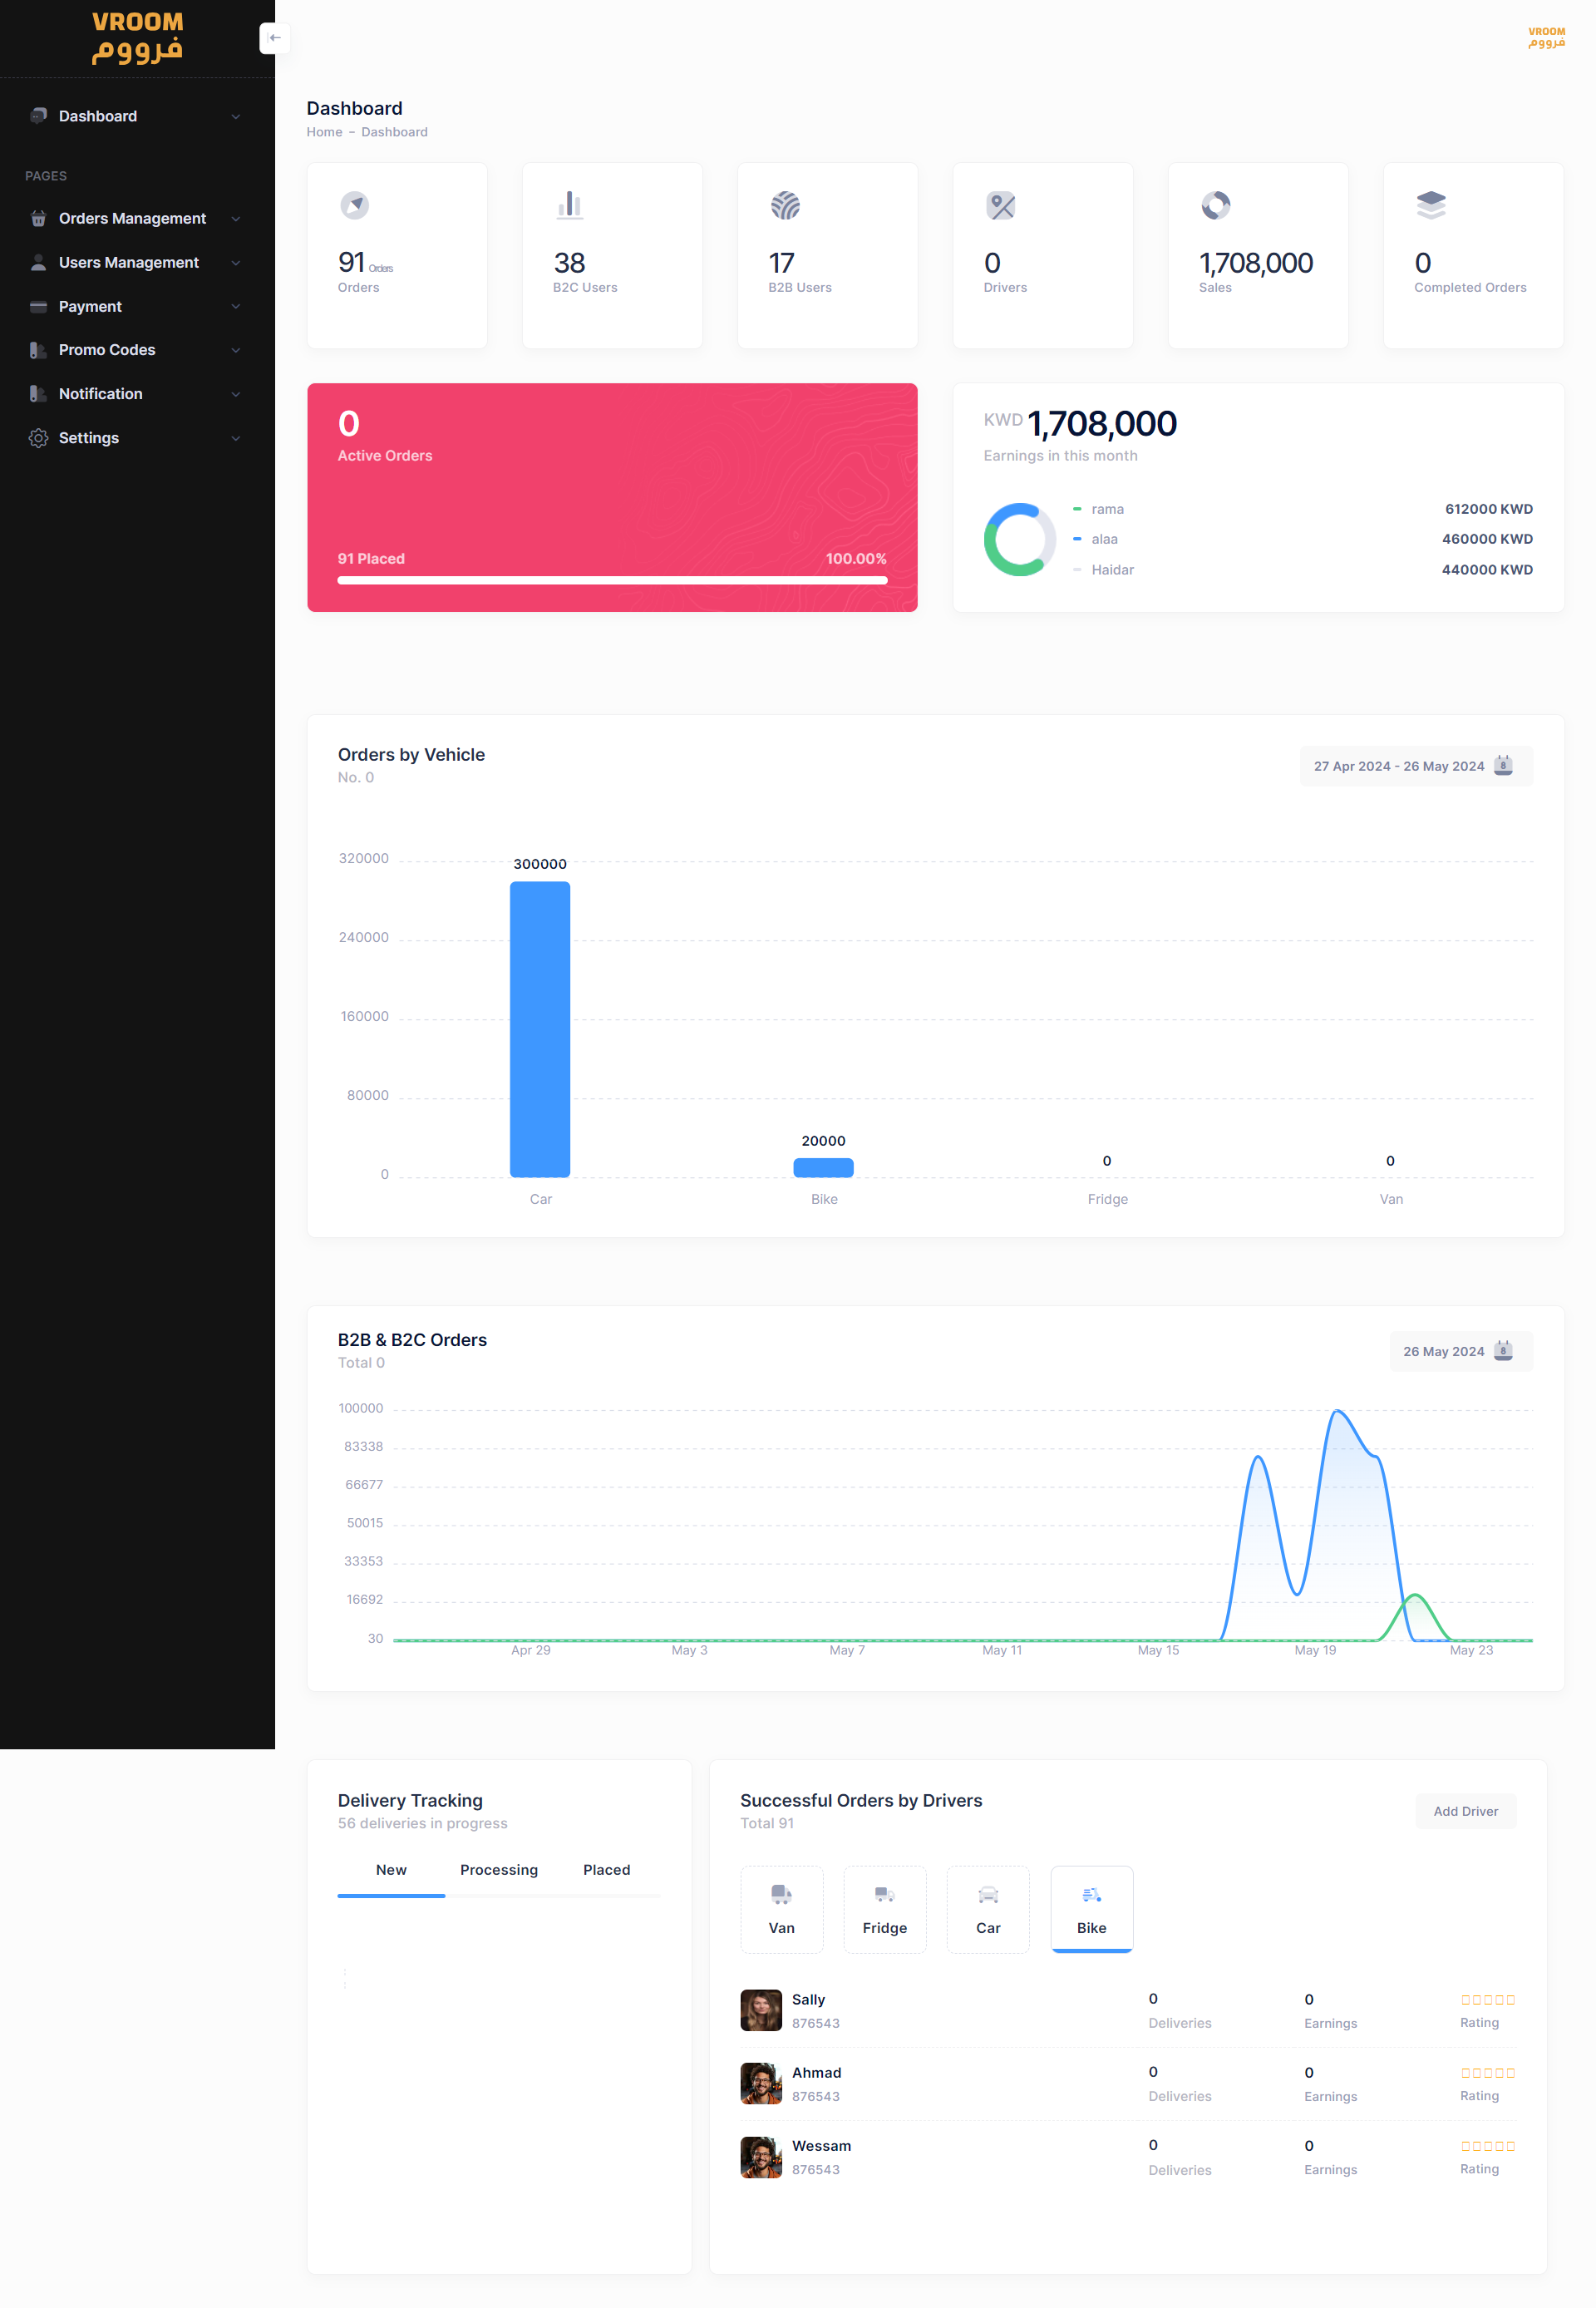 VROOM
فرووم
VROOM
فرووم
Dashboard
PAGES
Orders Management
Users Management
Payment
Promo Codes
Notification
Settings
Dashboard
Home – Dashboard
91 Orders
Orders
38
B2C Users
17
B2B Users
0
Drivers
1,708,000
Sales
0
Completed Orders
0
Active Orders
91 Placed 100.00%
KWD 1,708,000
Earnings in this month
rama 612000 KWD
alaa 460000 KWD
Haidar 440000 KWD
Orders by Vehicle
No. 0
27 Apr 2024 - 26 May 2024 8
320000
300000
240000
160000
80000
20000
0 0
0
Car Bike Fridge Van
B2B & B2C Orders
Total 0
26 May 2024 8
100000
83338
66677
50015
33353
16692
30
Apr 29 May 3 May 7 May 11 May 15 May 19 May 23
Delivery Tracking
56 deliveries in progress
New Processing Placed
Successful Orders by Drivers
Total 91
Add Driver
Van Fridge Car Bike
Sally 0 0
876543 Deliveries Earnings Rating
Ahmad 0 0
876543 Deliveries Earnings Rating
Wessam 0 0
876543 Deliveries Earnings Rating